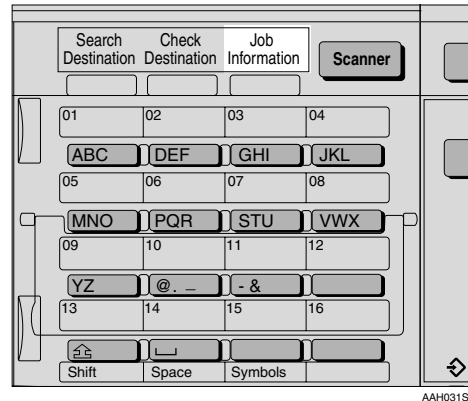 Search Check Job
Destination Destination Information
Scanner
01 02 03 04
ABC DEF GHI JKL
05 06 07 08
MNO PQR STU VWX
09 10 11 12
YZ @. _ - &
13 14 15 16
Shift Space Symbols
AAH031S